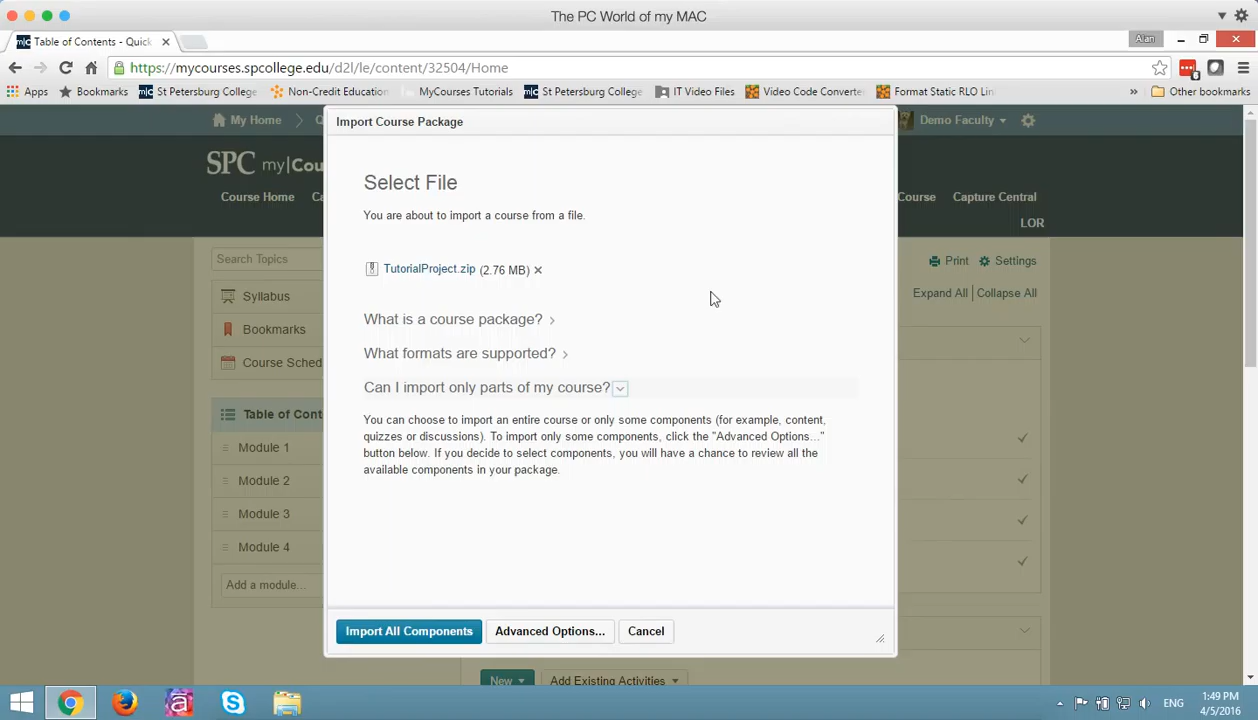 The PC World of my MAC
Table of Contents - Quick
Alan
https://mycourses.spcollege.edu/d2l/le/content/32504/Home
6
Apps
Bookmarks
St Petersburg College
Non-Credit Education
MyCourses Tutorials
St Petersburg College
IT Video Files
Video Code Converte
Format Static RLO Lin
»
Other bookmarks
My Home
Import Course Package
Demo Faculty
SPC my|Cou
Course Home
Course
Capture Central
LOR
Select File
You are about to import a course from a file.
Search Topics
Print
Settings
Syllabus
TutorialProject.zip (2.76 MB)
Expand All
Collapse All
Bookmarks
What is a course package?
Course Sched
What formats are supported?
Can I import only parts of my course?
Table of Cont
You can choose to import an entire course or only some components (for example, content,
quizzes or discussions). To import only some components, click the "Advanced Options..."
button below. If you decide to select components, you will have a chance to review all the
available components in your package.
Module 1
Module 2
Module 3
Module 4
Add a module...
Import All Components
Advanced Options...
Cancel
New
Add Existing Activities
ENG
1:49 PM
4/5/2016